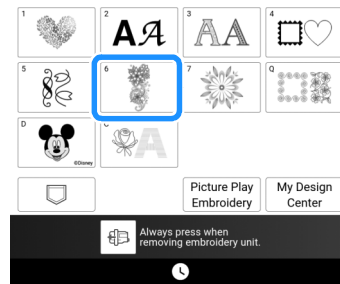 1
2
3
4
AA
AA
5
6
7
Q
D
C
©Disney
A
Picture Play
Embroidery
My Design
Center
Always press when
removing embroidery unit.